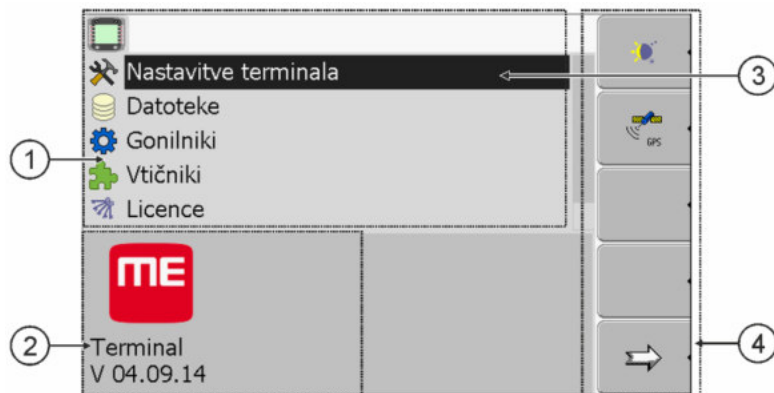 Nastavitve terminala
Datoteke
Gonilniki
Vtičniki
Licence
ME
Terminal
V 04.09.14
GPS
1
2
3
4